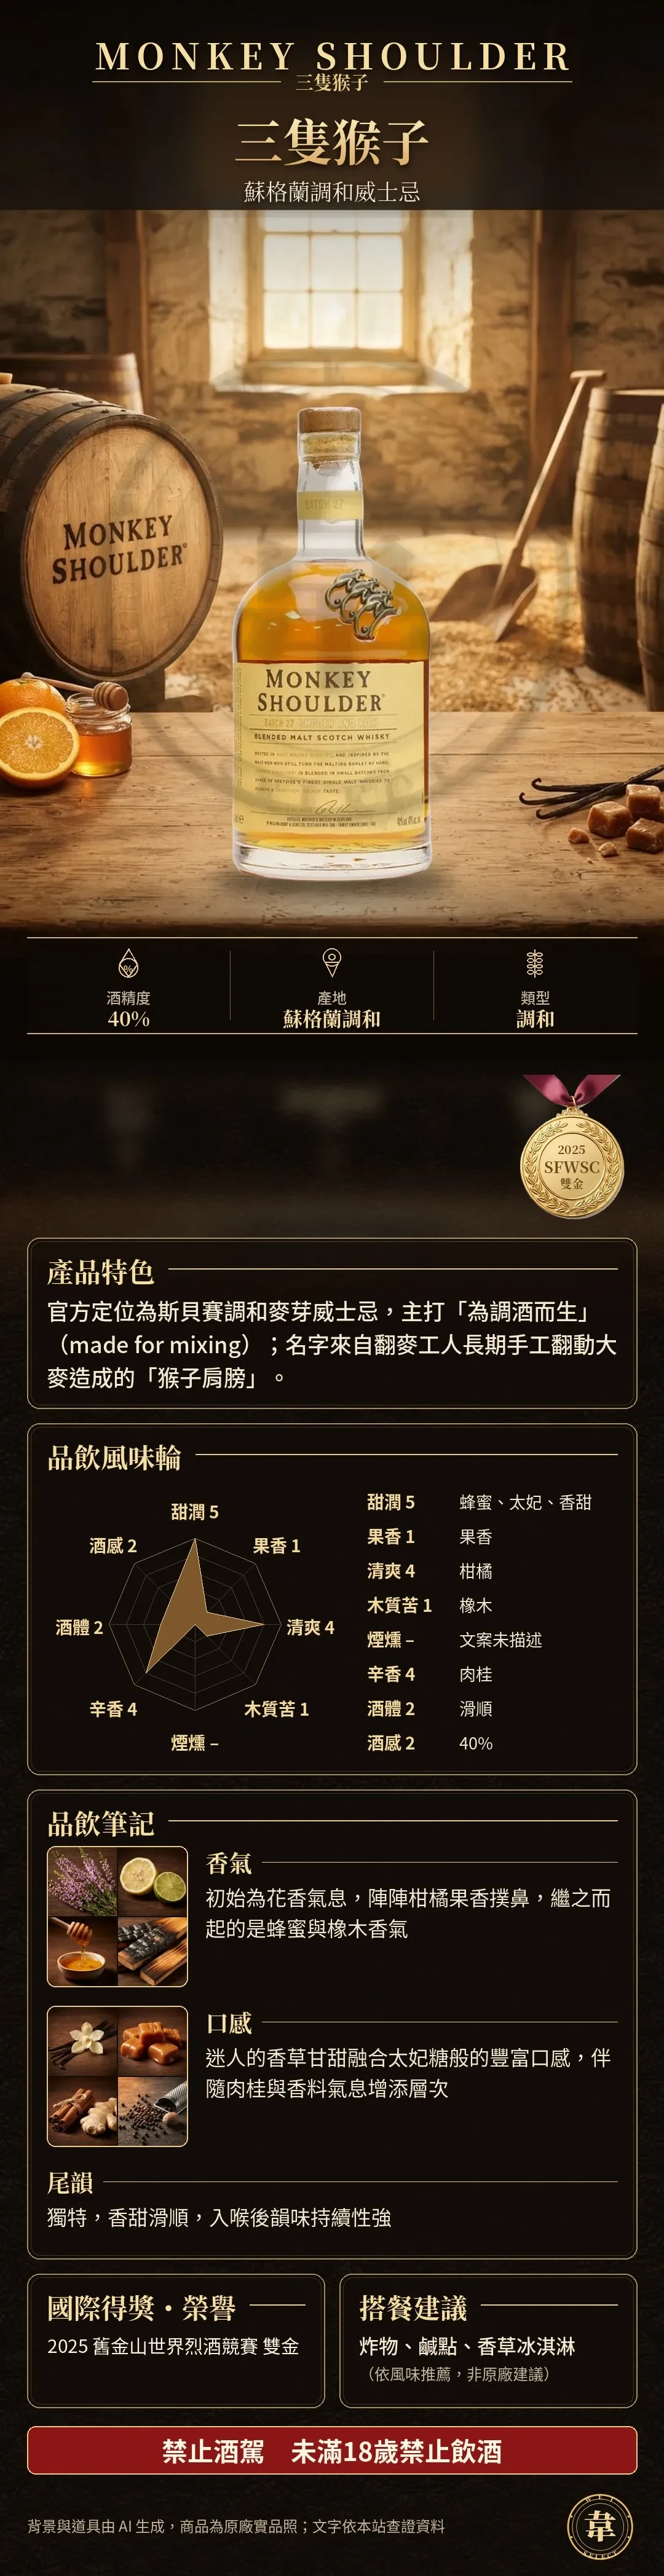 MONKEY SHOULDER
三隻猴子
三隻猴子
蘇格蘭調和威士忌
MONKEY
SHOULDER
BATCH 27
MONKEY
SHOULDER
BATCH 27
BLENDED MALT SCOTCH WHISKY
酒精度
40%
產地
蘇格蘭調和
類型
調和
2025
SFWSC
雙金
產品特色
官方定位為斯貝賽調和麥芽威士忌，主打「為調酒而生」
（made for mixing）；名字來自翻麥工人長期手工翻動大
麥造成的「猴子肩膀」。
品飲風味輪
甜潤 5
果香 1
清爽 4
木質苦 1
煙燻 –
辛香 4
酒體 2
酒感 2
甜潤 5 蜂蜜、太妃、香甜
果香 1 果香
清爽 4 柑橘
木質苦 1 橡木
煙燻 – 文案未描述
辛香 4 肉桂
酒體 2 滑順
酒感 2 40%
品飲筆記
香氣
初始為花香氣息，陣陣柑橘果香撲鼻，繼之而
起的是蜂蜜與橡木香氣
口感
迷人的香草甘甜融合太妃糖般的豐富口感，伴
隨肉桂與香料氣息增添層次
尾韻
獨特，香甜滑順，入喉後韻味持續性強
國際得獎・榮譽
2025 舊金山世界烈酒競賽 雙金
搭餐建議
炸物、鹹點、香草冰淇淋
（依風味推薦，非原廠建議）
禁止酒駕　未滿18歲禁止飲酒
背景與道具由 AI 生成，商品為原廠實品照；文字依本站查證資料
韋